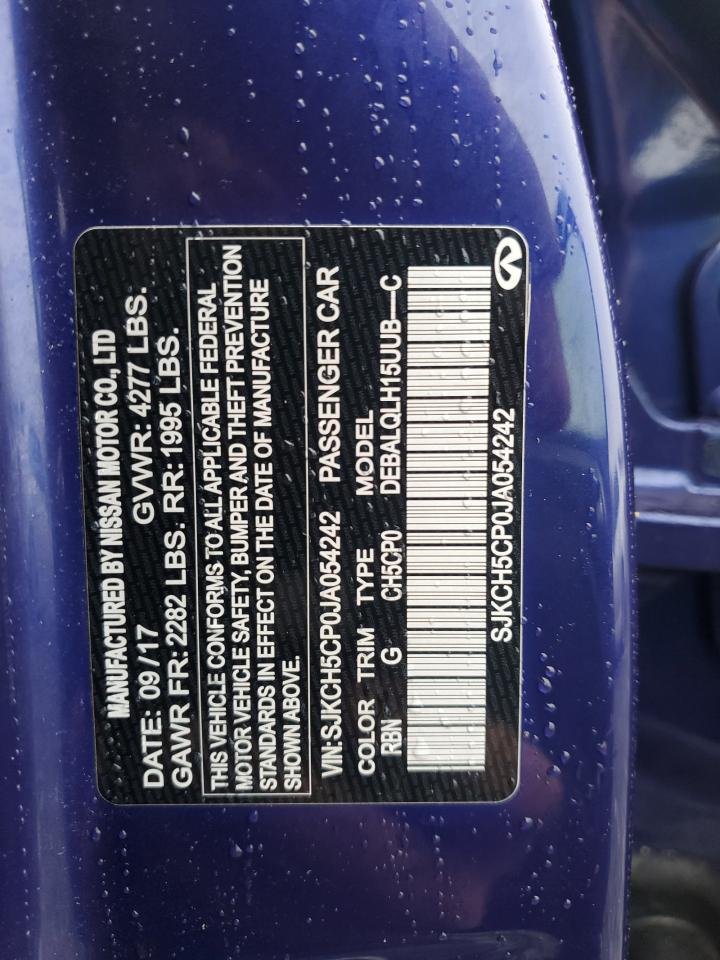 MANUFACTURED BY NISSAN MOTOR CO., LTD
DATE: 09 / 17 GVWR: 4277 LBS.
GAWR FR: 2282 LBS. RR: 1995 LBS.
THIS VEHICLE CONFORMS TO ALL APPLICABLE FEDERAL
MOTOR VEHICLE SAFETY, BUMPER AND THEFT PREVENTION
STANDARDS IN EFFECT ON THE DATE OF MANUFACTURE
SHOWN ABOVE.
VIN: SJKCH5CP0JA054242 PASSENGER CAR
COLOR TRIM TYPE MODEL
RBN G CH5CP0 DEBALQLH15UUB--C
SJKCH5CP0JA054242